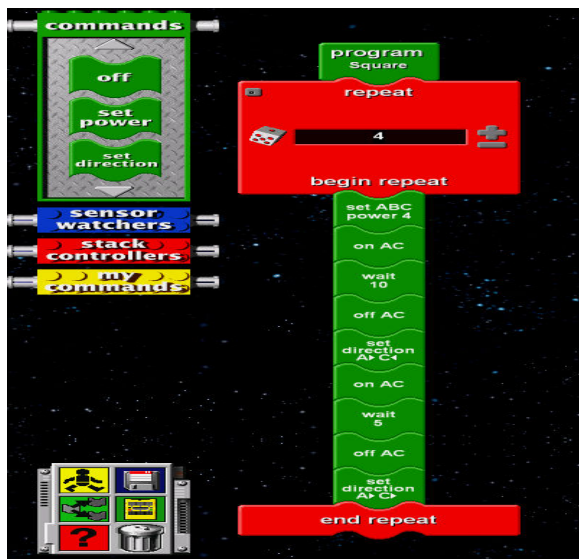 commands
off
set
power
set
direction
sensor
watchers
stack
controllers
my
commands
?
program
Square
repeat
4
begin repeat
set ABC
power 4
on AC
wait
10
off AC
set
direction
A▸ C◂
on AC
wait
5
off AC
set
direction
A▸ C▸
end repeat